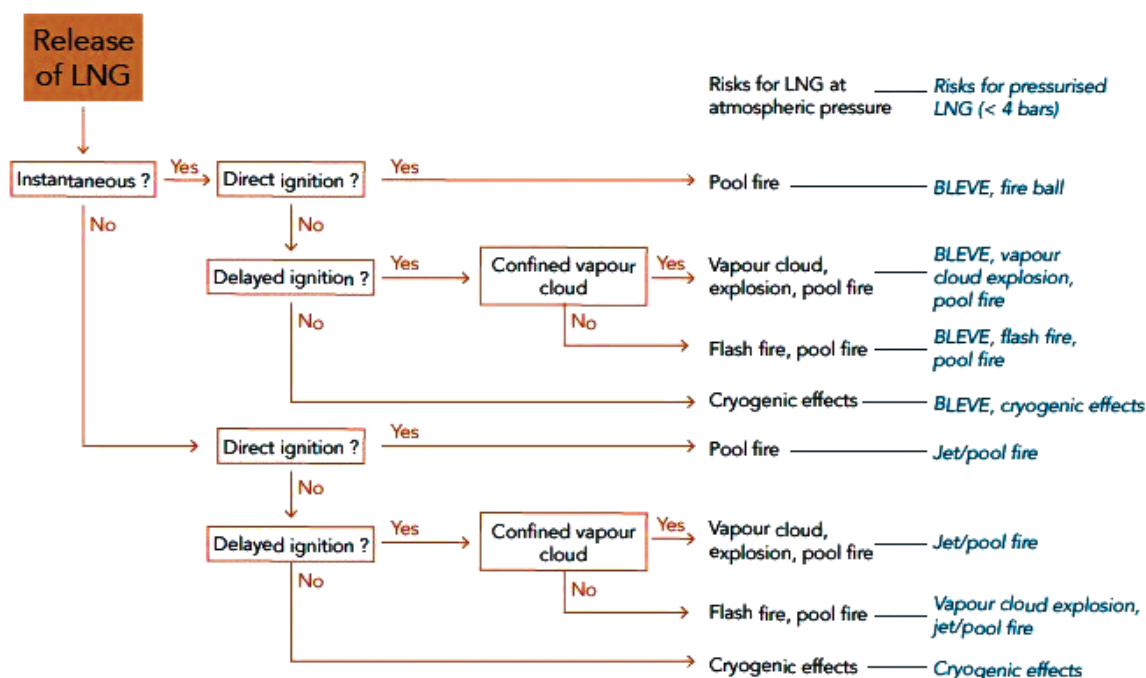 Release
of LNG
Risks for LNG at
atmospheric pressure
Risks for pressurised
LNG (< 4 bars)
Instantaneous ?
Yes
Direct ignition ?
Yes
Pool fire
BLEVE, fire ball
No
No
Delayed ignition ?
Yes
Confined vapour
cloud
Yes
Vapour cloud,
explosion, pool fire
BLEVE, vapour
cloud explosion,
pool fire
No
No
Flash fire, pool fire
BLEVE, flash fire,
pool fire
Cryogenic effects
BLEVE, cryogenic effects
Direct ignition ?
Yes
Pool fire
Jet/pool fire
No
Delayed ignition ?
Yes
Confined vapour
cloud
Yes
Vapour cloud,
explosion, pool fire
Jet/pool fire
No
No
Flash fire, pool fire
Vapour cloud explosion,
jet/pool fire
Cryogenic effects
Cryogenic effects